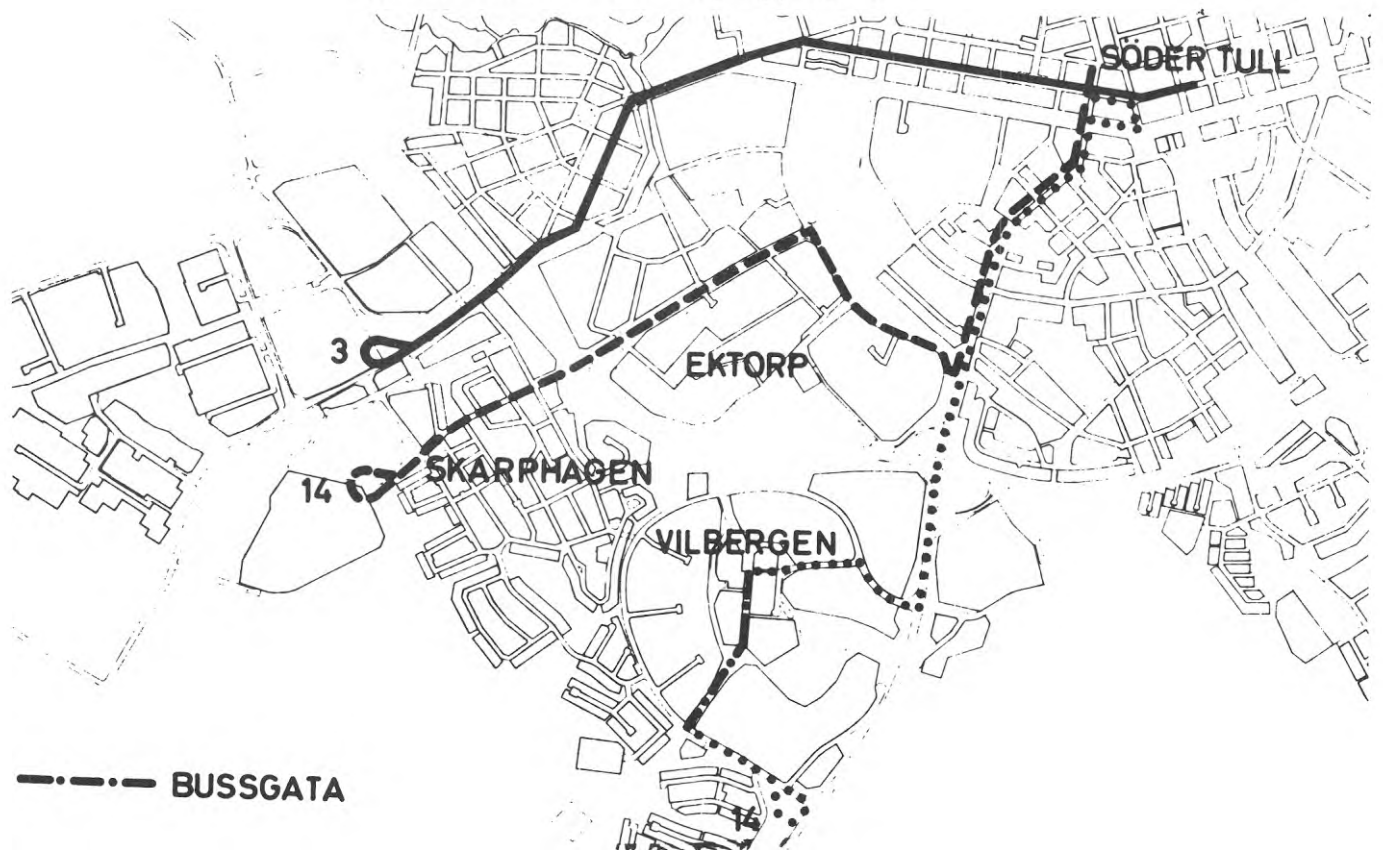 SÖDER TULL
3
EKTORP
SKARPHAGEN
14
VILBERGEN
BUSSGATA
14